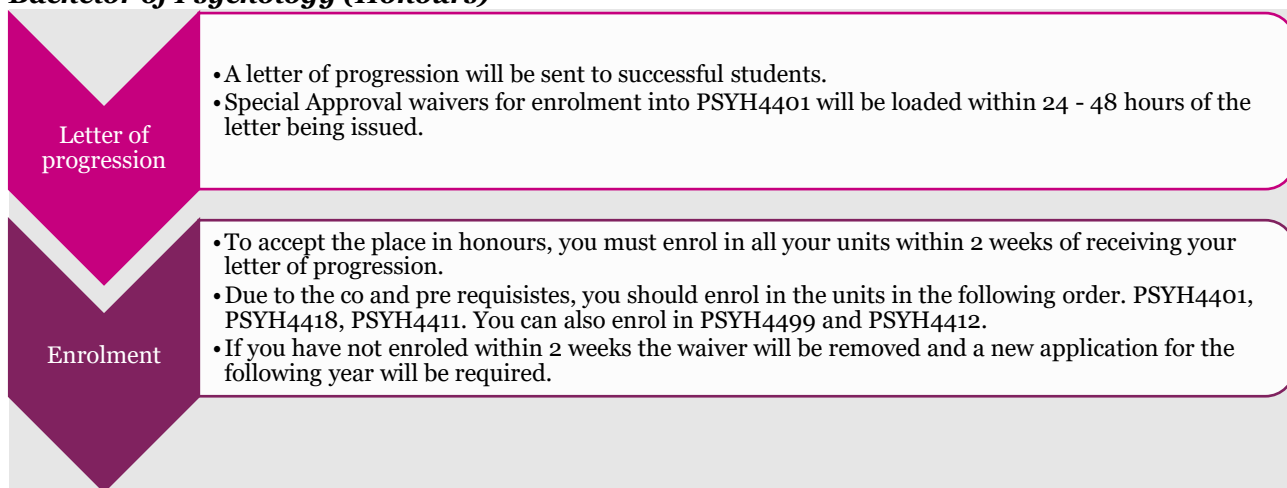 Bachelor of Psychology (Honours)
Letter of
progression
•A letter of progression will be sent to successful students.
•Special Approval waivers for enrolment into PSYH4401 will be loaded within 24 - 48 hours of the
letter being issued.
Enrolment
•To accept the place in honours, you must enrol in all your units within 2 weeks of receiving your
letter of progression.
•Due to the co and pre requisistes, you should enrol in the units in the following order. PSYH4401,
PSYH4418, PSYH4411. You can also enrol in PSYH4499 and PSYH4412.
•If you have not enroled within 2 weeks the waiver will be removed and a new application for the
following year will be required.